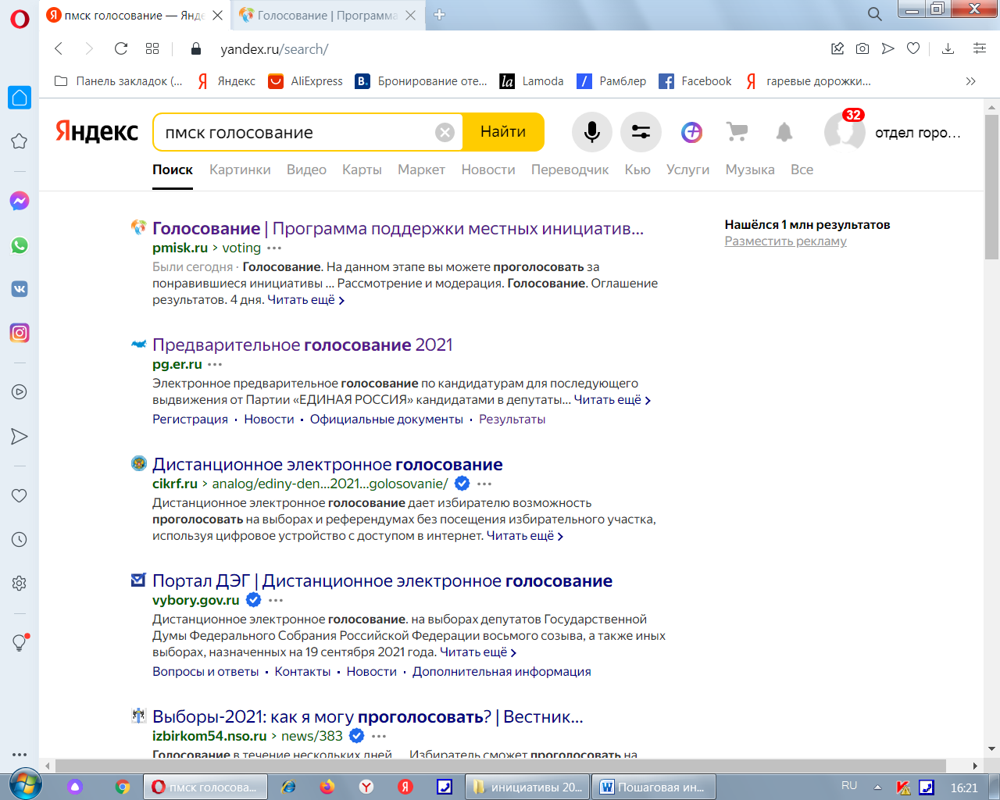 пмск голосование — Янде
Голосование | Программа
yandex.ru/search/
Панель закладок (...
Яндекс
AliExpress
Бронирование оте...
Lamoda
Рамблер
Facebook
гаревые дорожки...
Яндекс
пмск голосование
Найти
32
отдел горо...
Поиск Картинки Видео Карты Маркет Новости Переводчик Кью Услуги Музыка Все
Голосование | Программа поддержки местных инициатив...
pmisk.ru › voting
Были сегодня · Голосование. На данном этапе вы можете проголосовать за
понравившиеся инициативы ... Рассмотрение и модерация. Голосование. Оглашение
результатов. 4 дня. Читать ещё ›
Нашёлся 1 млн результатов
Разместить рекламу
Предварительное голосование 2021
pg.er.ru
Электронное предварительное голосование по кандидатурам для последующего
выдвижения от Партии «ЕДИНАЯ РОССИЯ» кандидатами в депутаты... Читать ещё ›
Регистрация · Новости · Официальные документы · Результаты
Дистанционное электронное голосование
cikrf.ru › analog/ediny-den...2021...golosovanie/
Дистанционное электронное голосование дает избирателю возможность
проголосовать на выборах и референдумах без посещения избирательного участка,
используя цифровое устройство с доступом в интернет. Читать ещё ›
Портал ДЭГ | Дистанционное электронное голосование
vybory.gov.ru
Дистанционное электронное голосование. на выборах депутатов Государственной
Думы Федерального Собрания Российской Федерации восьмого созыва, а также иных
выборах, назначенных на 19 сентября 2021 года. Читать ещё ›
Вопросы и ответы · Контакты · Новости · Дополнительная информация
Выборы-2021: как я могу проголосовать? | Вестник...
izbirkom54.nso.ru › news/383
Голосование в течение нескольких дней ... Избиратель сможет проголосовать на
пмск голосова...
инициативы 20...
Пошаговая ин...
RU
16:21